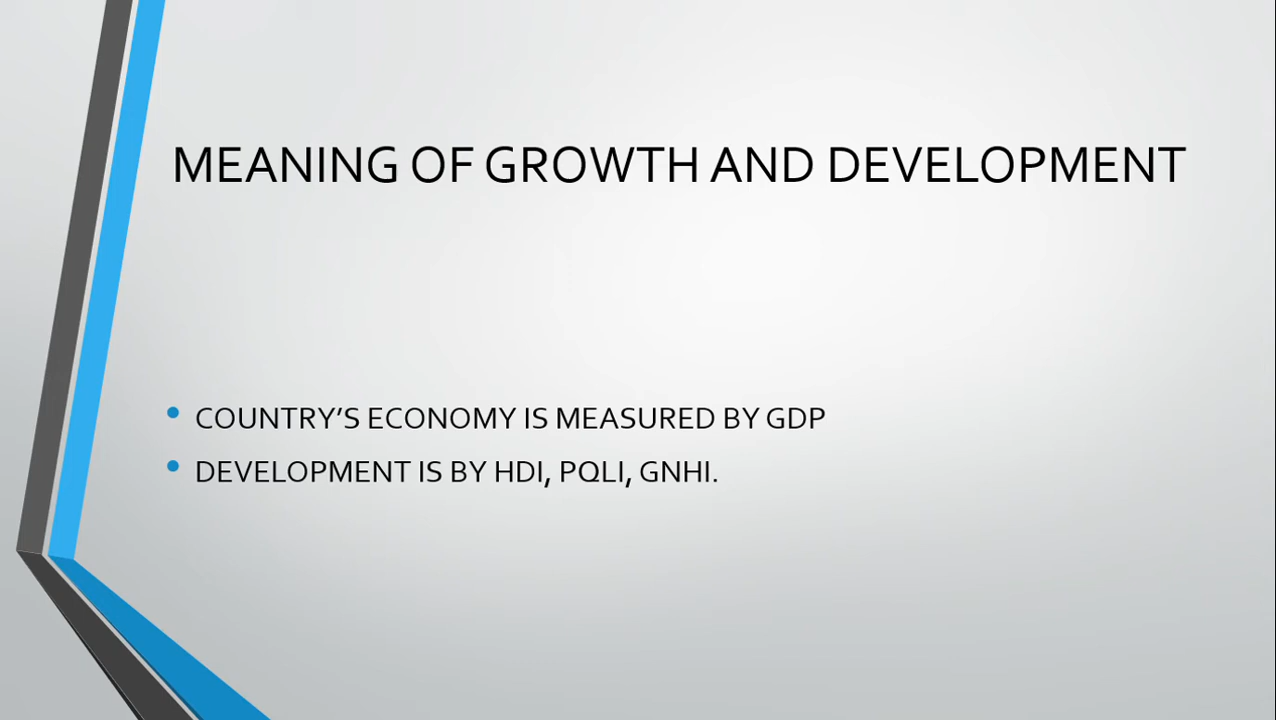 MEANING OF GROWTH AND DEVELOPMENT
• COUNTRY’S ECONOMY IS MEASURED BY GDP
• DEVELOPMENT IS BY HDI, PQLI, GNHI.